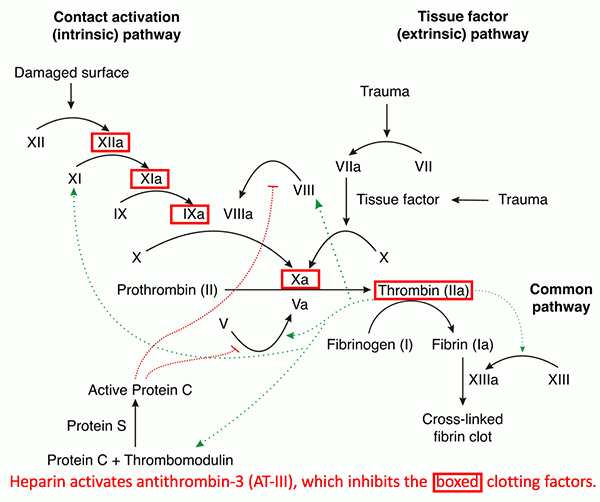 Contact activation
(intrinsic) pathway
Tissue factor
(extrinsic) pathway
Damaged surface
Trauma
XII
XIIa
VIIa
VII
XI
XIa
VIII
IX
IXa
VIIIa
Tissue factor
Trauma
X
X
Xa
Prothrombin (II)
Thrombin (IIa)
Common
pathway
Va
V
Fibrinogen (I)
Fibrin (Ia)
XIIIa
XIII
Active Protein C
Cross-linked
fibrin clot
Protein S
Protein C + Thrombomodulin
Heparin activates antithrombin-3 (AT-III), which inhibits the boxed clotting factors.